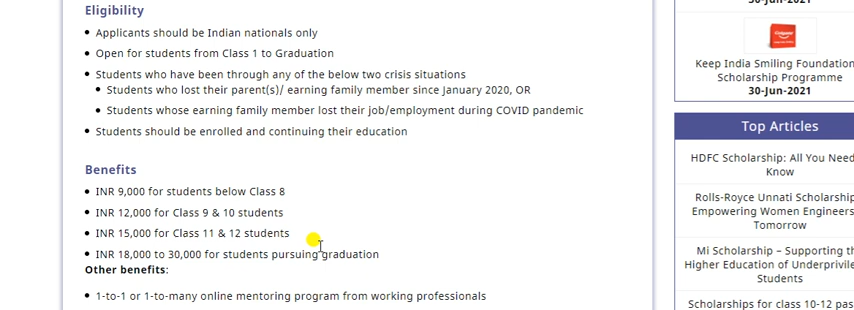 Eligibility
Applicants should be Indian nationals only
Open for students from Class 1 to Graduation
Students who have been through any of the below two crisis situations
Students who lost their parent(s)/ earning family member since January 2020, OR
Students whose earning family member lost their job/employment during COVID pandemic
Students should be enrolled and continuing their education
Benefits
INR 9,000 for students below Class 8
INR 12,000 for Class 9 & 10 students
INR 15,000 for Class 11 & 12 students
INR 18,000 to 30,000 for students pursuing graduation
Other benefits:
1-to-1 or 1-to-many online mentoring program from working professionals
30-Jun-2021
Keep India Smiling Foundation
Scholarship Programme
30-Jun-2021
Top Articles
HDFC Scholarship: All You Need
Know
Rolls-Royce Unnati Scholarship
Empowering Women Engineers
Tomorrow
Mi Scholarship – Supporting th
Higher Education of Underprivile
Students
Scholarships for class 10-12 pas